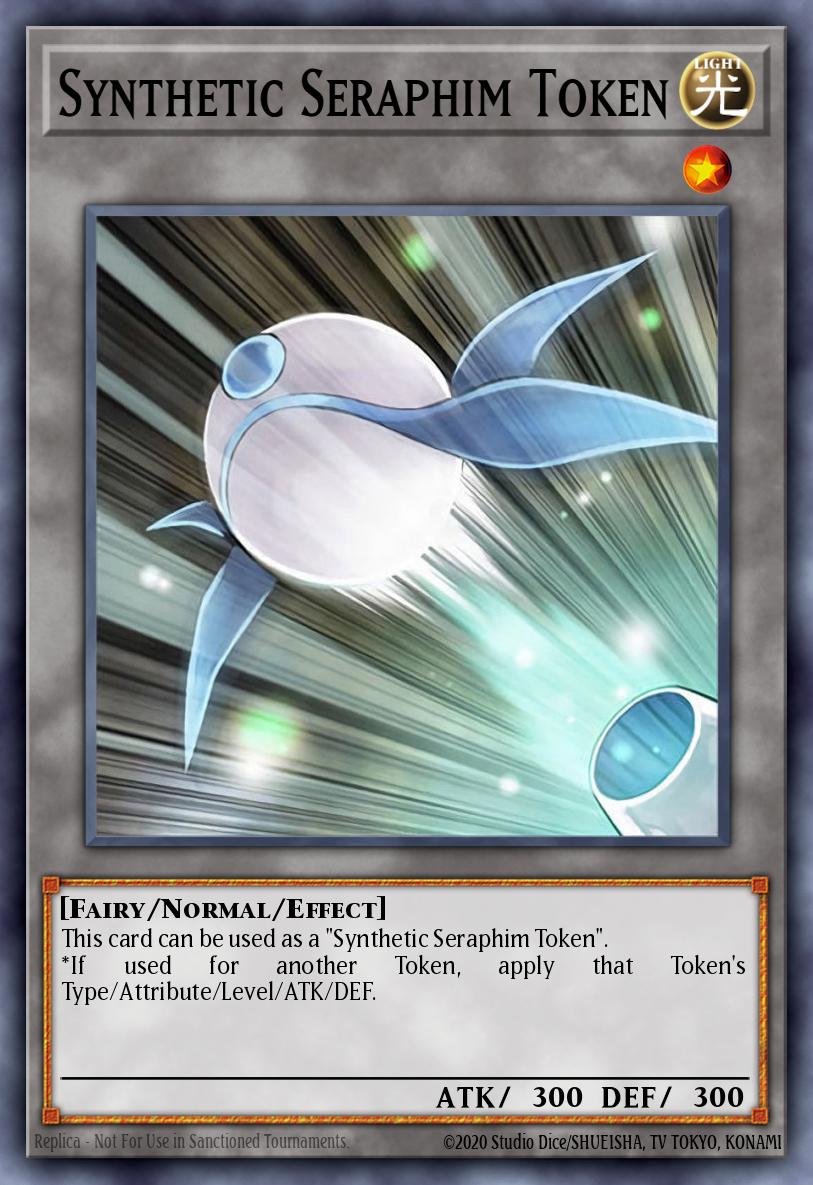 Synthetic Seraphim Token
LIGHT
光
[Fairy/Normal/Effect]
This card can be used as a "Synthetic Seraphim Token".
*If used for another Token, apply that Token's
Type/Attribute/Level/ATK/DEF.
ATK/ 300 DEF/ 300
Replica - Not For Use in Sanctioned Tournaments.
©2020 Studio Dice/SHUEISHA, TV TOKYO, KONAMI